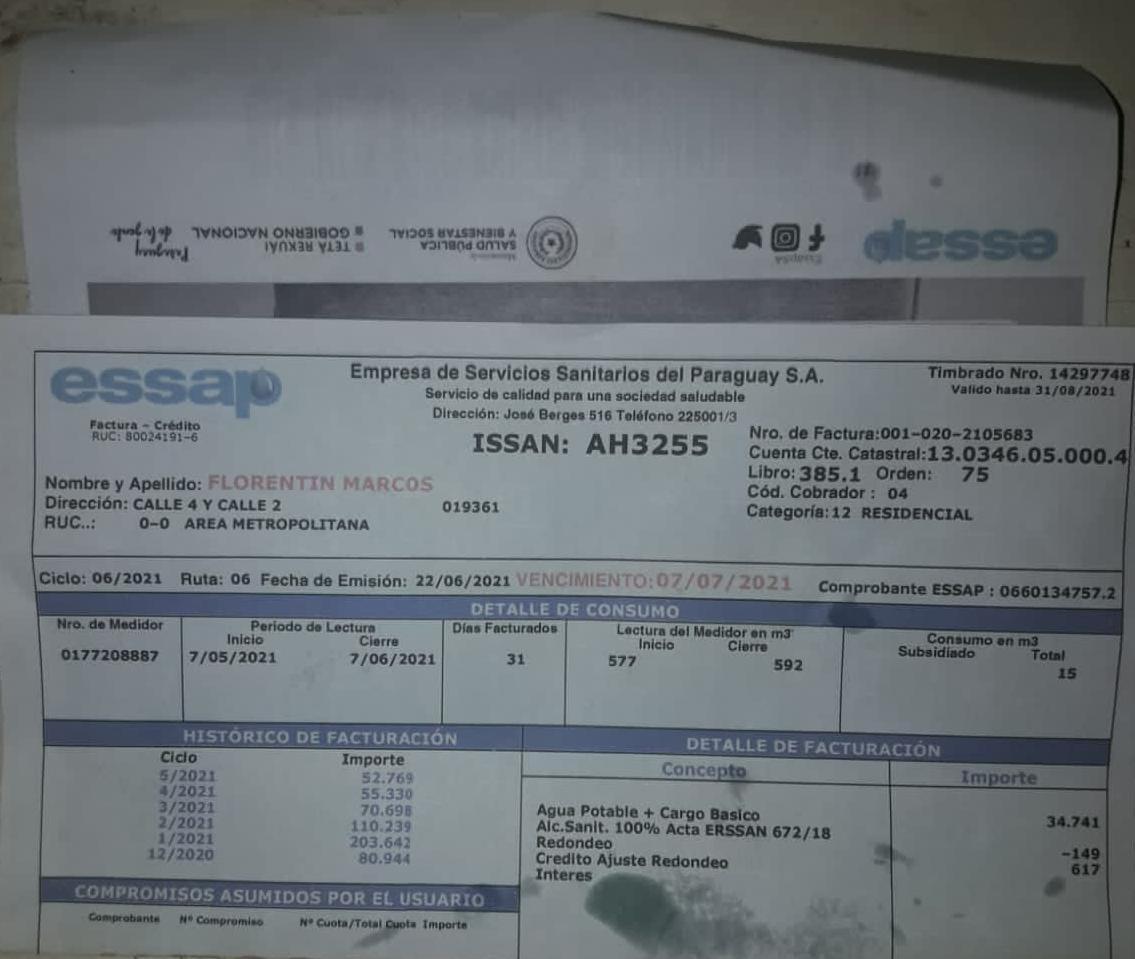 essap
EssapSA
Ministerio de
SALUD PÚBLICA
Y BIENESTAR SOCIAL
TETÃ REKUÁI
GOBIERNO NACIONAL
Paraguay
de la gente
essap
Factura - Crédito
RUC: 80024191-6
Empresa de Servicios Sanitarios del Paraguay S.A.
Servicio de calidad para una sociedad saludable
Dirección: José Berges 516 Teléfono 225001/3
ISSAN: AH3255
Timbrado Nro. 14297748
Valido hasta 31/08/2021
Nro. de Factura:001-020-2105683
Cuenta Cte. Catastral:13.0346.05.000.4
Libro: 385.1 Orden: 75
Cód. Cobrador : 04
Categoría:12 RESIDENCIAL
Nombre y Apellido: FLORENTIN MARCOS
Dirección: CALLE 4 Y CALLE 2 019361
RUC..: 0-0 AREA METROPOLITANA
Ciclo: 06/2021 Ruta: 06 Fecha de Emisión: 22/06/2021 VENCIMIENTO:07/07/2021 Comprobante ESSAP : 0660134757.2
DETALLE DE CONSUMO
Nro. de Medidor Periodo de Lectura Días Facturados Lectura del Medidor en m3 Consumo en m3
Inicio Cierre Inicio Cierre Subsidiado Total
0177208887 7/05/2021 7/06/2021 31 577 592 15
HISTÓRICO DE FACTURACIÓN
Ciclo Importe
5/2021 52.769
4/2021 55.330
3/2021 70.698
2/2021 110.239
1/2021 203.642
12/2020 80.944
COMPROMISOS ASUMIDOS POR EL USUARIO
Comprobante Nº Compromiso Nº Cuota/Total Cuota Importe
DETALLE DE FACTURACIÓN
Concepto Importe
Agua Potable + Cargo Basico 34.741
Alc.Sanit. 100% Acta ERSSAN 672/18
Redondeo -149
Credito Ajuste Redondeo 617
Interes